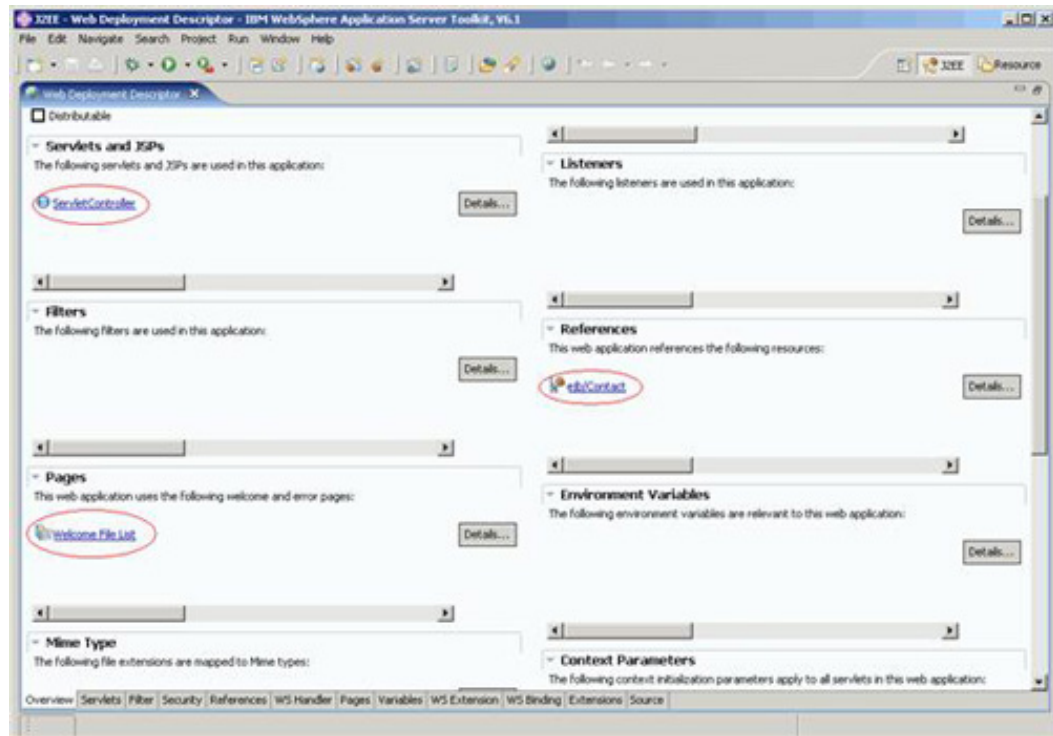 J2EE - Web Deployment Descriptor - IBM WebSphere Application Server Toolkit, V6.1
File Edit Navigate Search Project Run Window Help
J2EE Resource
Web Deployment Descriptor
Distributable
Servlets and JSPs
The following servlets and JSPs are used in this application:
ServletController
Details...
Filters
The following filters are used in this application:
Details...
Pages
This web application uses the following welcome and error pages:
Welcome File List
Details...
Mime Type
The following file extensions are mapped to Mime types:
Listeners
The following listeners are used in this application:
Details...
References
This web application references the following resources:
ejb/Contact
Details...
Environment Variables
The following environment variables are relevant to this web application:
Details...
Context Parameters
The following context initialization parameters apply to all servlets in this web application:
Overview Servlets Filter Security References WS Handler Pages Variables WS Extension WS Binding Extensions Source